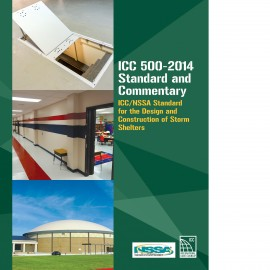 ICC 500-2014
Standard and
Commentary
ICC/NSSA Standard
for the Design and
Construction of Storm
Shelters
NSSA